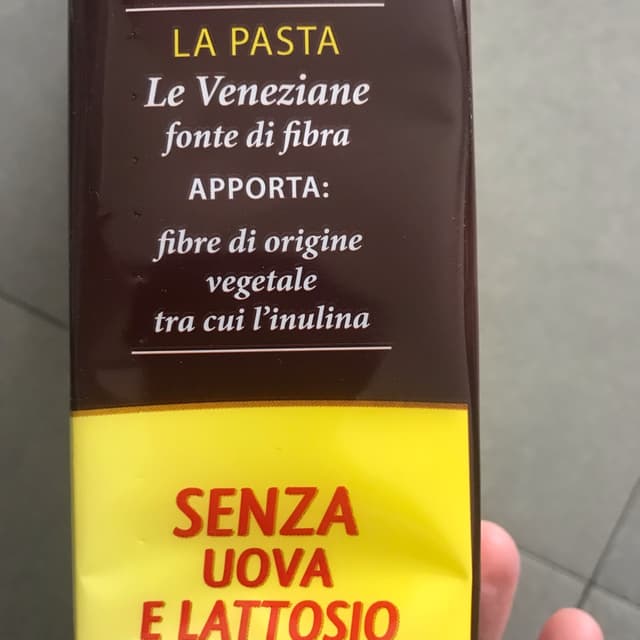 LA PASTA
Le Veneziane
fonte di fibra
APPORTA:
fibre di origine
vegetale
tra cui l'inulina
SENZA
UOVA
E LATTOSIO